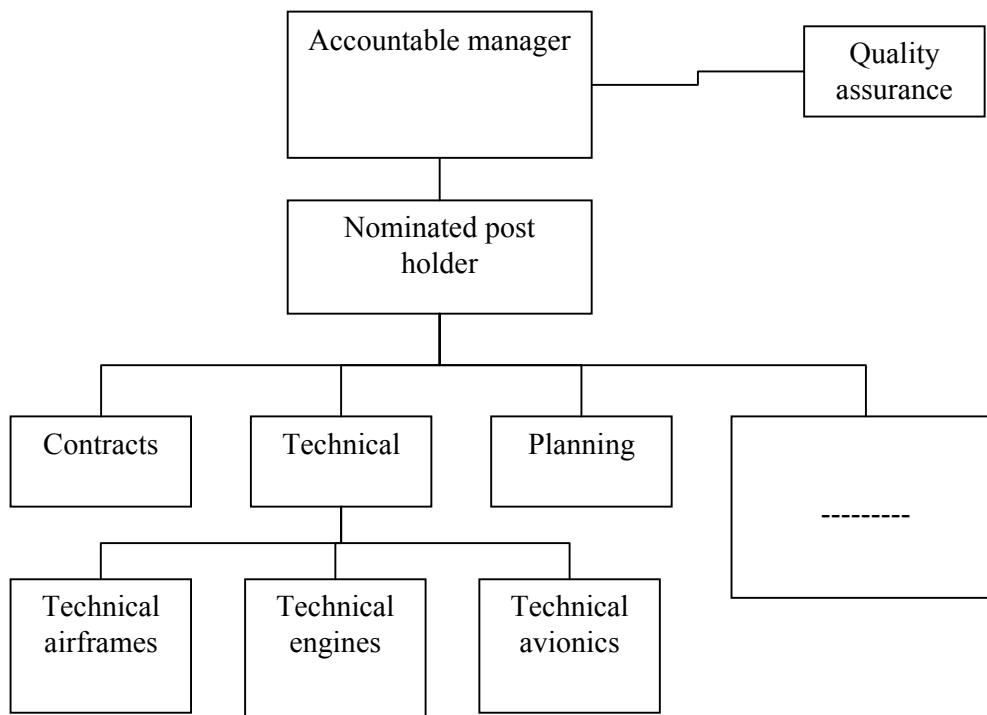 Accountable manager
Quality
assurance
Nominated post
holder
Contracts
Technical
Planning
---------
Technical
airframes
Technical
engines
Technical
avionics